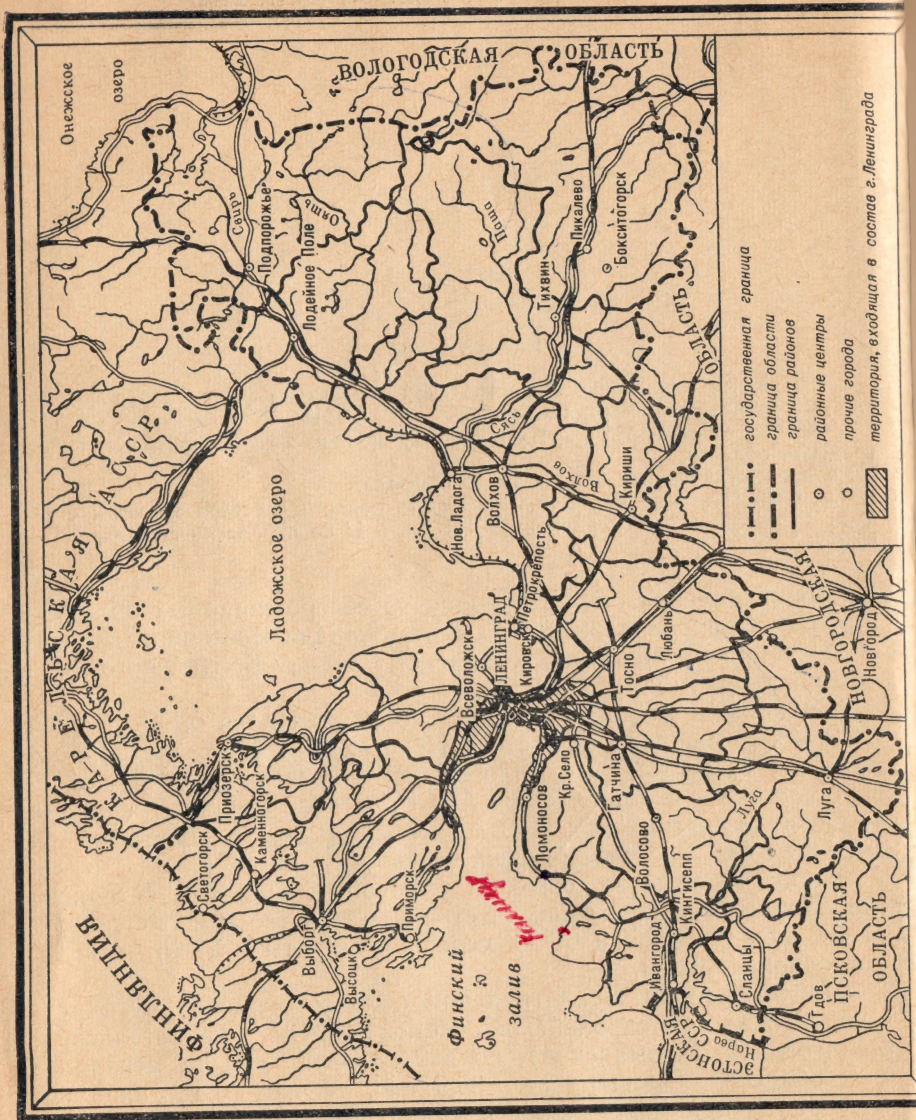 ФИНЛЯНДИЯ
КАРЕЛЬСКАЯ
АССР
Онежское
озеро
ВОЛОГОДСКАЯ
ОБЛАСТЬ
Ладожское озеро
Светогорск
Приозерск
Каменногорск
Выборг
Высоцк
Приморск
Финский
залив
Свирь
Подпорожье
Оять
Лодейное Поле
Паша
Тихвин
Пикалево
Бокситогорск
Сясь
Нов.Ладога
Волхов
Волхов
Кириши
Всеволожск
ЛЕНИНГРАД
Петрокрепость
Кировск
Ломоносов
Кр.Село
Гатчина
Тосно
Любань
Волосово
Кингисепп
Ивангород
ЭСТОНСКАЯ
ССР
Нарва
Сланцы
Гдов
Луга
Луга
ПСКОВСКАЯ
ОБЛАСТЬ
НОВГОРОДСКАЯ
ОБЛАСТЬ
Новгород
государственная граница
граница области
граница районов
районные центры
прочие города
территория, входящая в состав г.Ленинграда